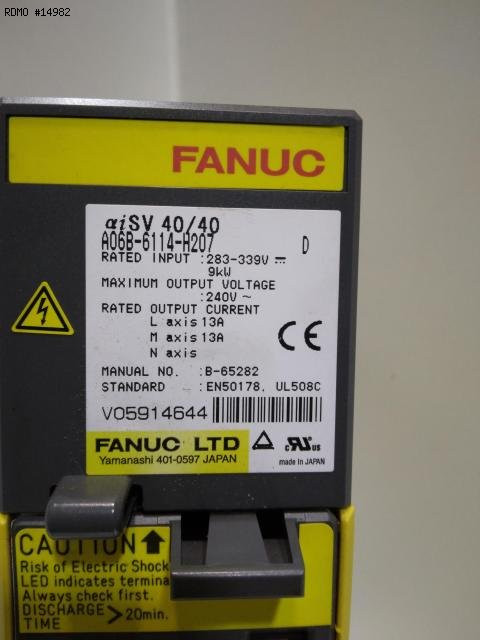 RDMO #14982
FANUC
αiSV 40/40
A06B-6114-H207 D
RATED INPUT :283-339V ⎓
9kW
MAXIMUM OUTPUT VOLTAGE
:240V ~
RATED OUTPUT CURRENT
L axis 13A
M axis 13A
N axis
CE
MANUAL NO. :B-65282
STANDARD :EN50178, UL508C
V05914644
FANUC LTD
Yamanashi 401-0597 JAPAN
c RU us
made in JAPAN
CAUTION
Risk of Electric Shock
LED indicates termina
Always check first.
DISCHARGE TIME >20min.